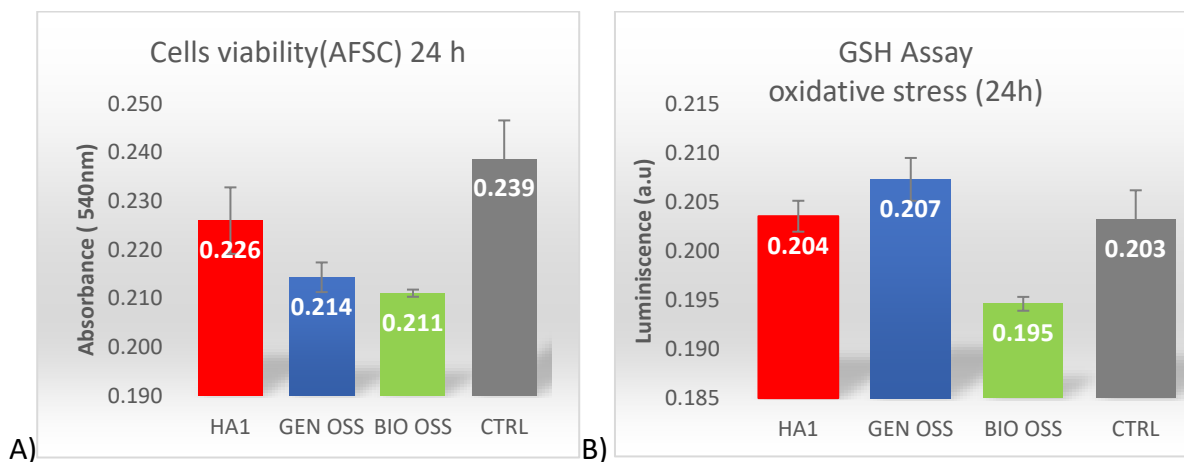 Cells viability(AFSC) 24 h
Absorbance ( 540nm)
0.250
0.240
0.230
0.220
0.210
0.200
0.190
0.226
0.214
0.211
0.239
HA1 GEN OSS BIO OSS CTRL
A)
GSH Assay
oxidative stress (24h)
Luminiscence (a.u)
0.215
0.210
0.205
0.200
0.195
0.190
0.185
0.204
0.207
0.195
0.203
HA1 GEN OSS BIO OSS CTRL
B)